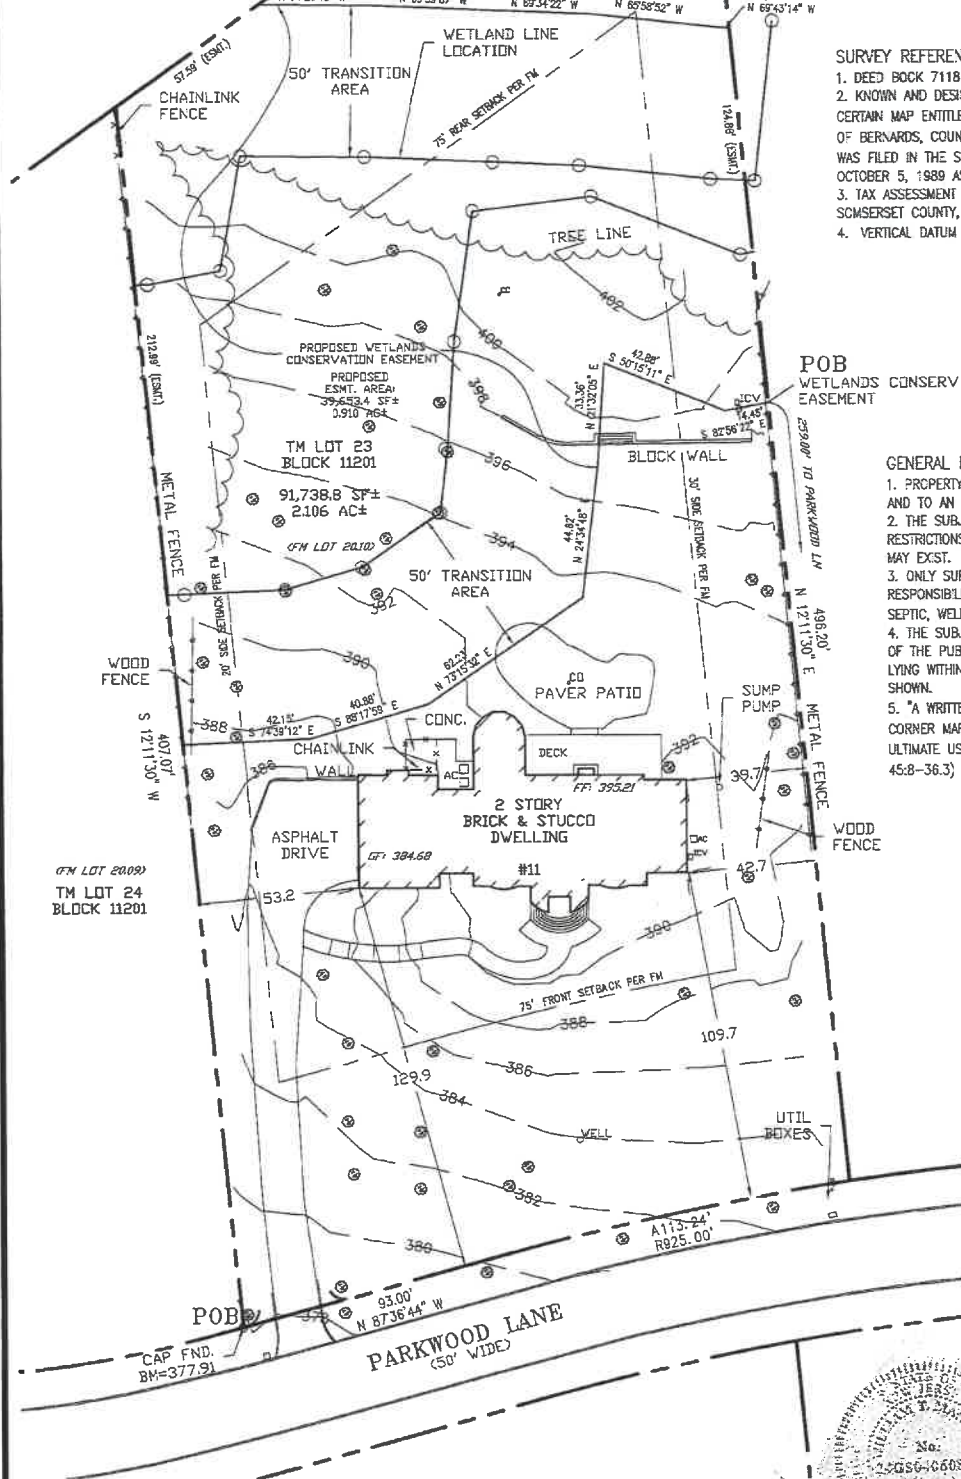 N 69°34'22" W
N 65°58'52" W
N 69°43'14" W
57.59' (ESMT.)
WETLAND LINE
LOCATION
50' TRANSITION
AREA
CHAINLINK
FENCE
75' REAR SETBACK PER FM
124.88' (ESMT.)
SURVEY REFEREN
1. DEED BOCK 7118
2. KNOWN AND DESI
CERTAIN MAP ENTITLE
OF BERNARDS, COUN
WAS FILED IN THE S
OCTOBER 5, 1989 A
3. TAX ASSESSMENT
SCMSERSET COUNTY,
4. VERTICAL DATUM
TREE LINE
402
400
398
212.99' (ESMT.)
PROPOSED WETLANDS
CONSERVATION EASEMENT
PROPOSED
ESMT. AREA:
39,653.4 SF±
0.910 AC±
42.88'
S 50°15'11" E
33.36'
N 21°32'05" E
POB
WETLANDS CONSERV
EASEMENT
ICV
14.45'
S 82°56'22" E
BLOCK WALL
259.00' TO PARKWOOD LN
TM LOT 23
BLOCK 11201
91,738.8 SF±
2.106 AC±
(FM LOT 20.10)
396
394
392
METAL FENCE
44.82'
N 24°34'48" E
30' SIDE SETBACK PER FM
GENERAL
1. PROPERTY
AND TO AN
2. THE SUB
RESTRICTIONS
MAY EXIST.
3. ONLY SUR
RESPONSIBIL
SEPTIC, WELL
4. THE SUB
OF THE PUB
LYING WITHIN
SHOWN.
5. "A WRITTE
CORNER MAR
ULTIMATE US
45:8-36.3)
50' TRANSITION
AREA
20' SIDE SETBACK PER FM
WOOD
FENCE
390
388
386
62.23'
N 73°15'32" E
40.88'
S 88°17'59" E
42.15'
S 74°39'12" E
407.07'
S 12°11'30" W
496.20'
N 12°11'30" E
METAL FENCE
CO
PAVER PATIO
SUMP
PUMP
CONC.
CHAINLINK
WALL
AC
DECK
392
39.7
FF: 395.21
2 STORY
BRICK & STUCCO
DWELLING
#11
GF: 384.68
ASPHALT
DRIVE
AC
WOOD
FENCE
42.7
53.2
(FM LOT 20.09)
TM LOT 24
BLOCK 11201
390
75' FRONT SETBACK PER FM
388
109.7
129.9
386
384
WELL
UTIL
BOXES
382
380
A113.24'
R925.00'
POB
378
93.00'
N 87°36'44" W
CAP FND.
BM=377.91
PARKWOOD LANE
(50' WIDE)
No: